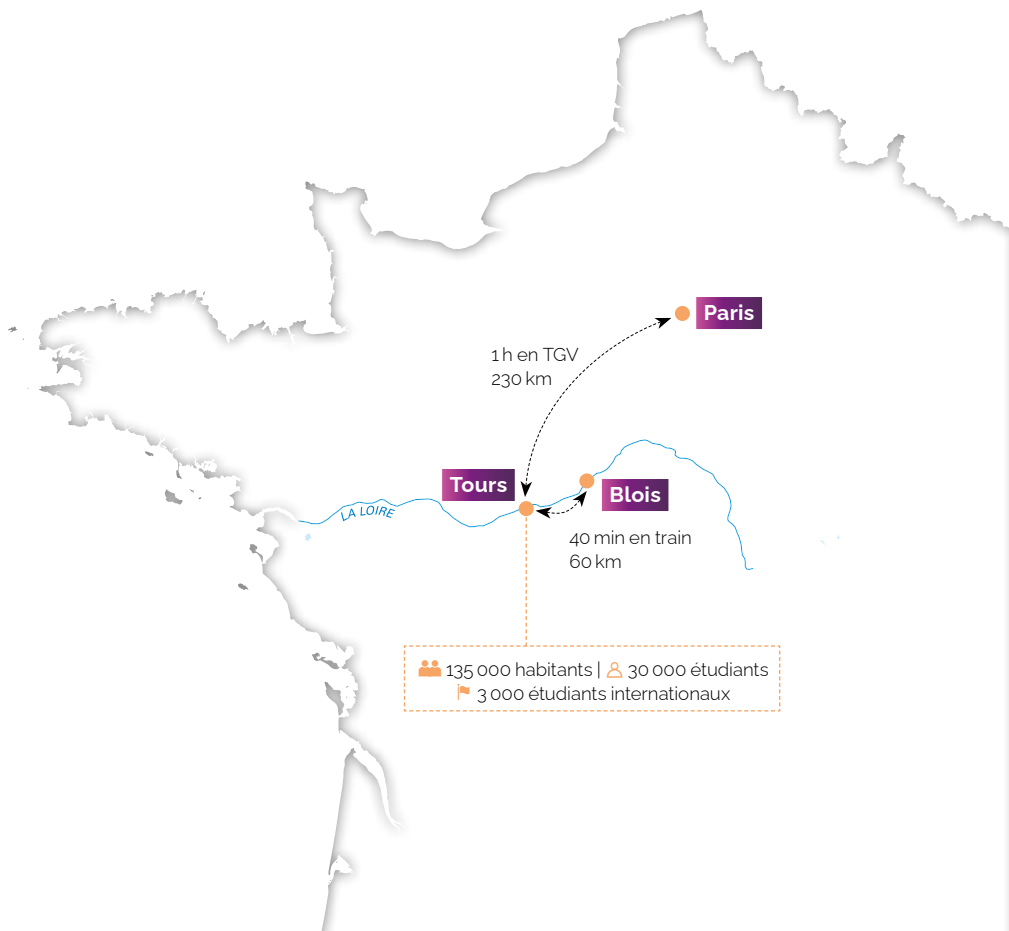 Paris
1 h en TGV
230 km
Tours
Blois
LA LOIRE
40 min en train
60 km
135 000 habitants | 30 000 étudiants
3 000 étudiants internationaux